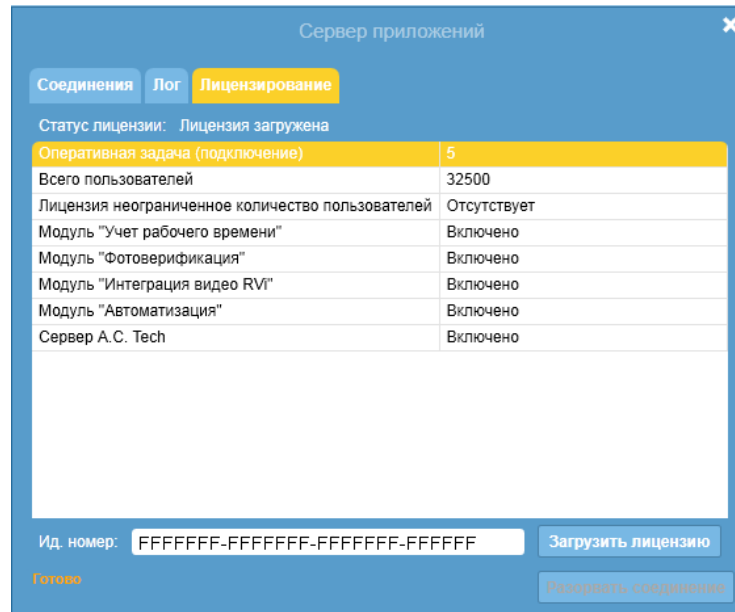 Сервер приложений
Соединения Лог Лицензирование
Статус лицензии: Лицензия загружена
Оперативная задача (подключение) 5
Всего пользователей 32500
Лицензия неограниченное количество пользователей Отсутствует
Модуль "Учет рабочего времени" Включено
Модуль "Фотоверификация" Включено
Модуль "Интеграция видео RVi" Включено
Модуль "Автоматизация" Включено
Сервер A.C. Tech Включено
Ид. номер: FFFFFFF-FFFFFFF-FFFFFFF-FFFFFF Загрузить лицензию
Готово Разорвать соединение